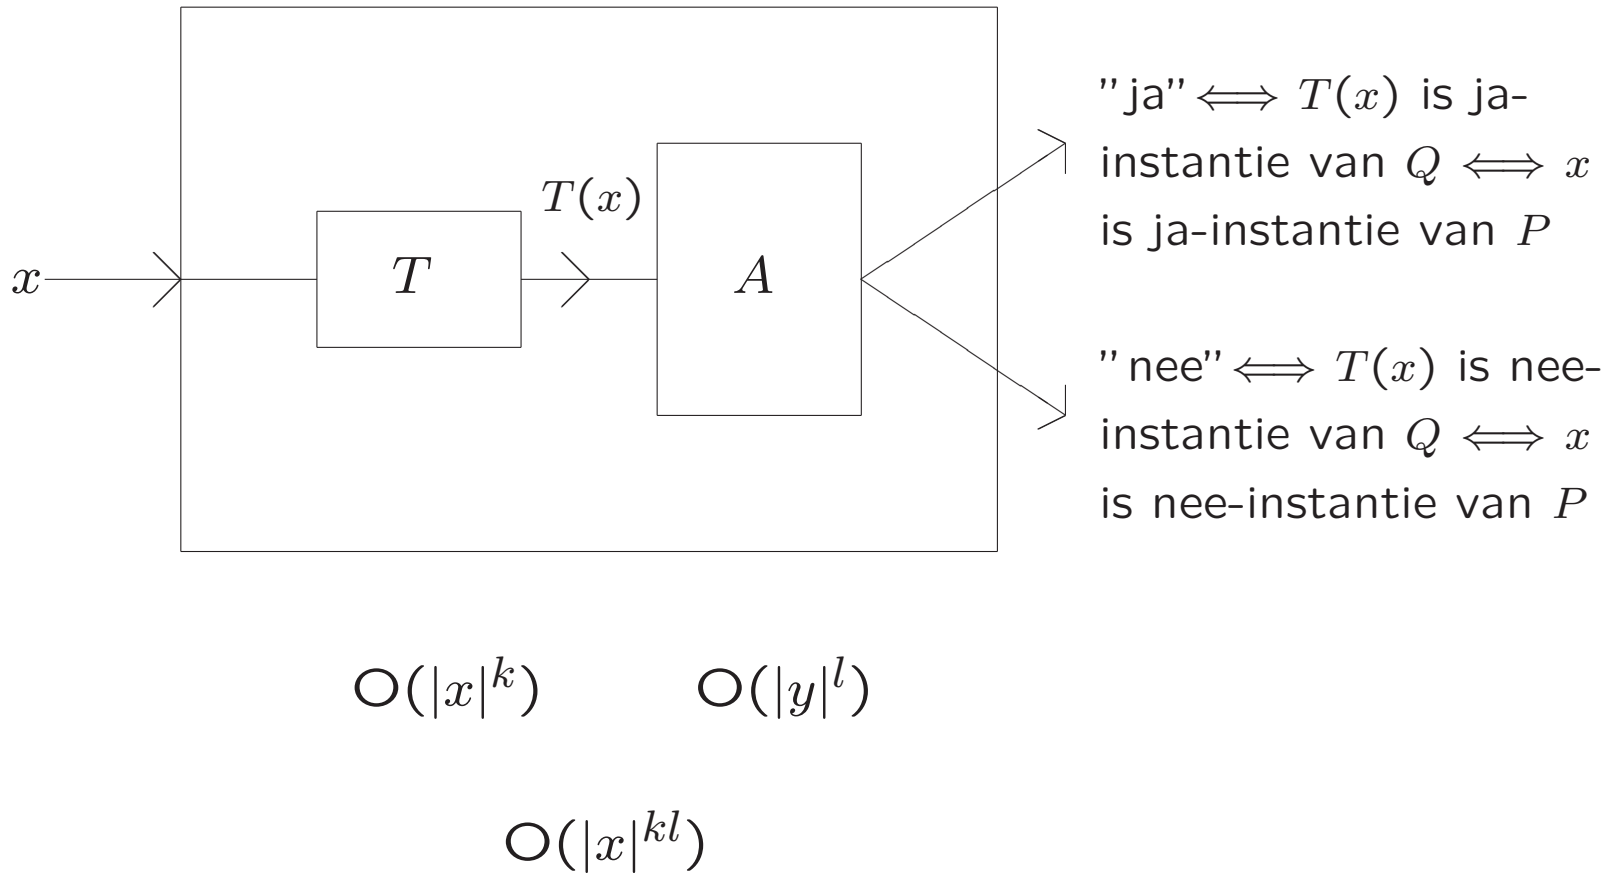 "ja" ⟺ T(x) is ja-
instantie van Q ⟺ x
is ja-instantie van P
T(x)
x
T
A
"nee" ⟺ T(x) is nee-
instantie van Q ⟺ x
is nee-instantie van P
O(|x|^k)
O(|y|^l)
O(|x|^{kl})